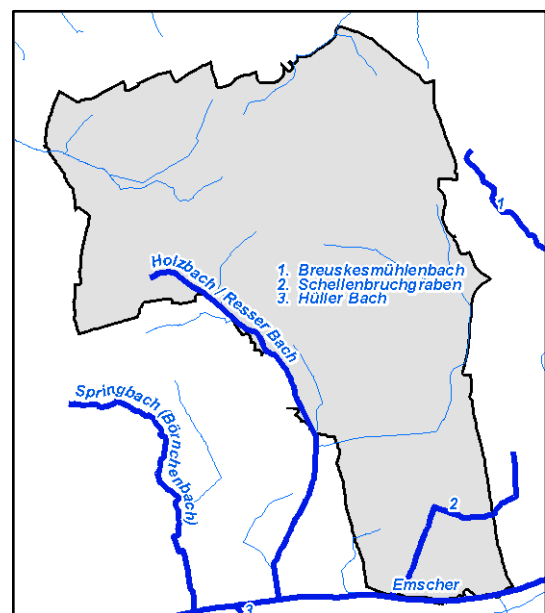 1
Holzbach / Resser Bach
1. Breuskesmühlenbach
2. Schellenbruchgraben
3. Hüller Bach
Springbach (Börnchenbach)
2
Emscher
3